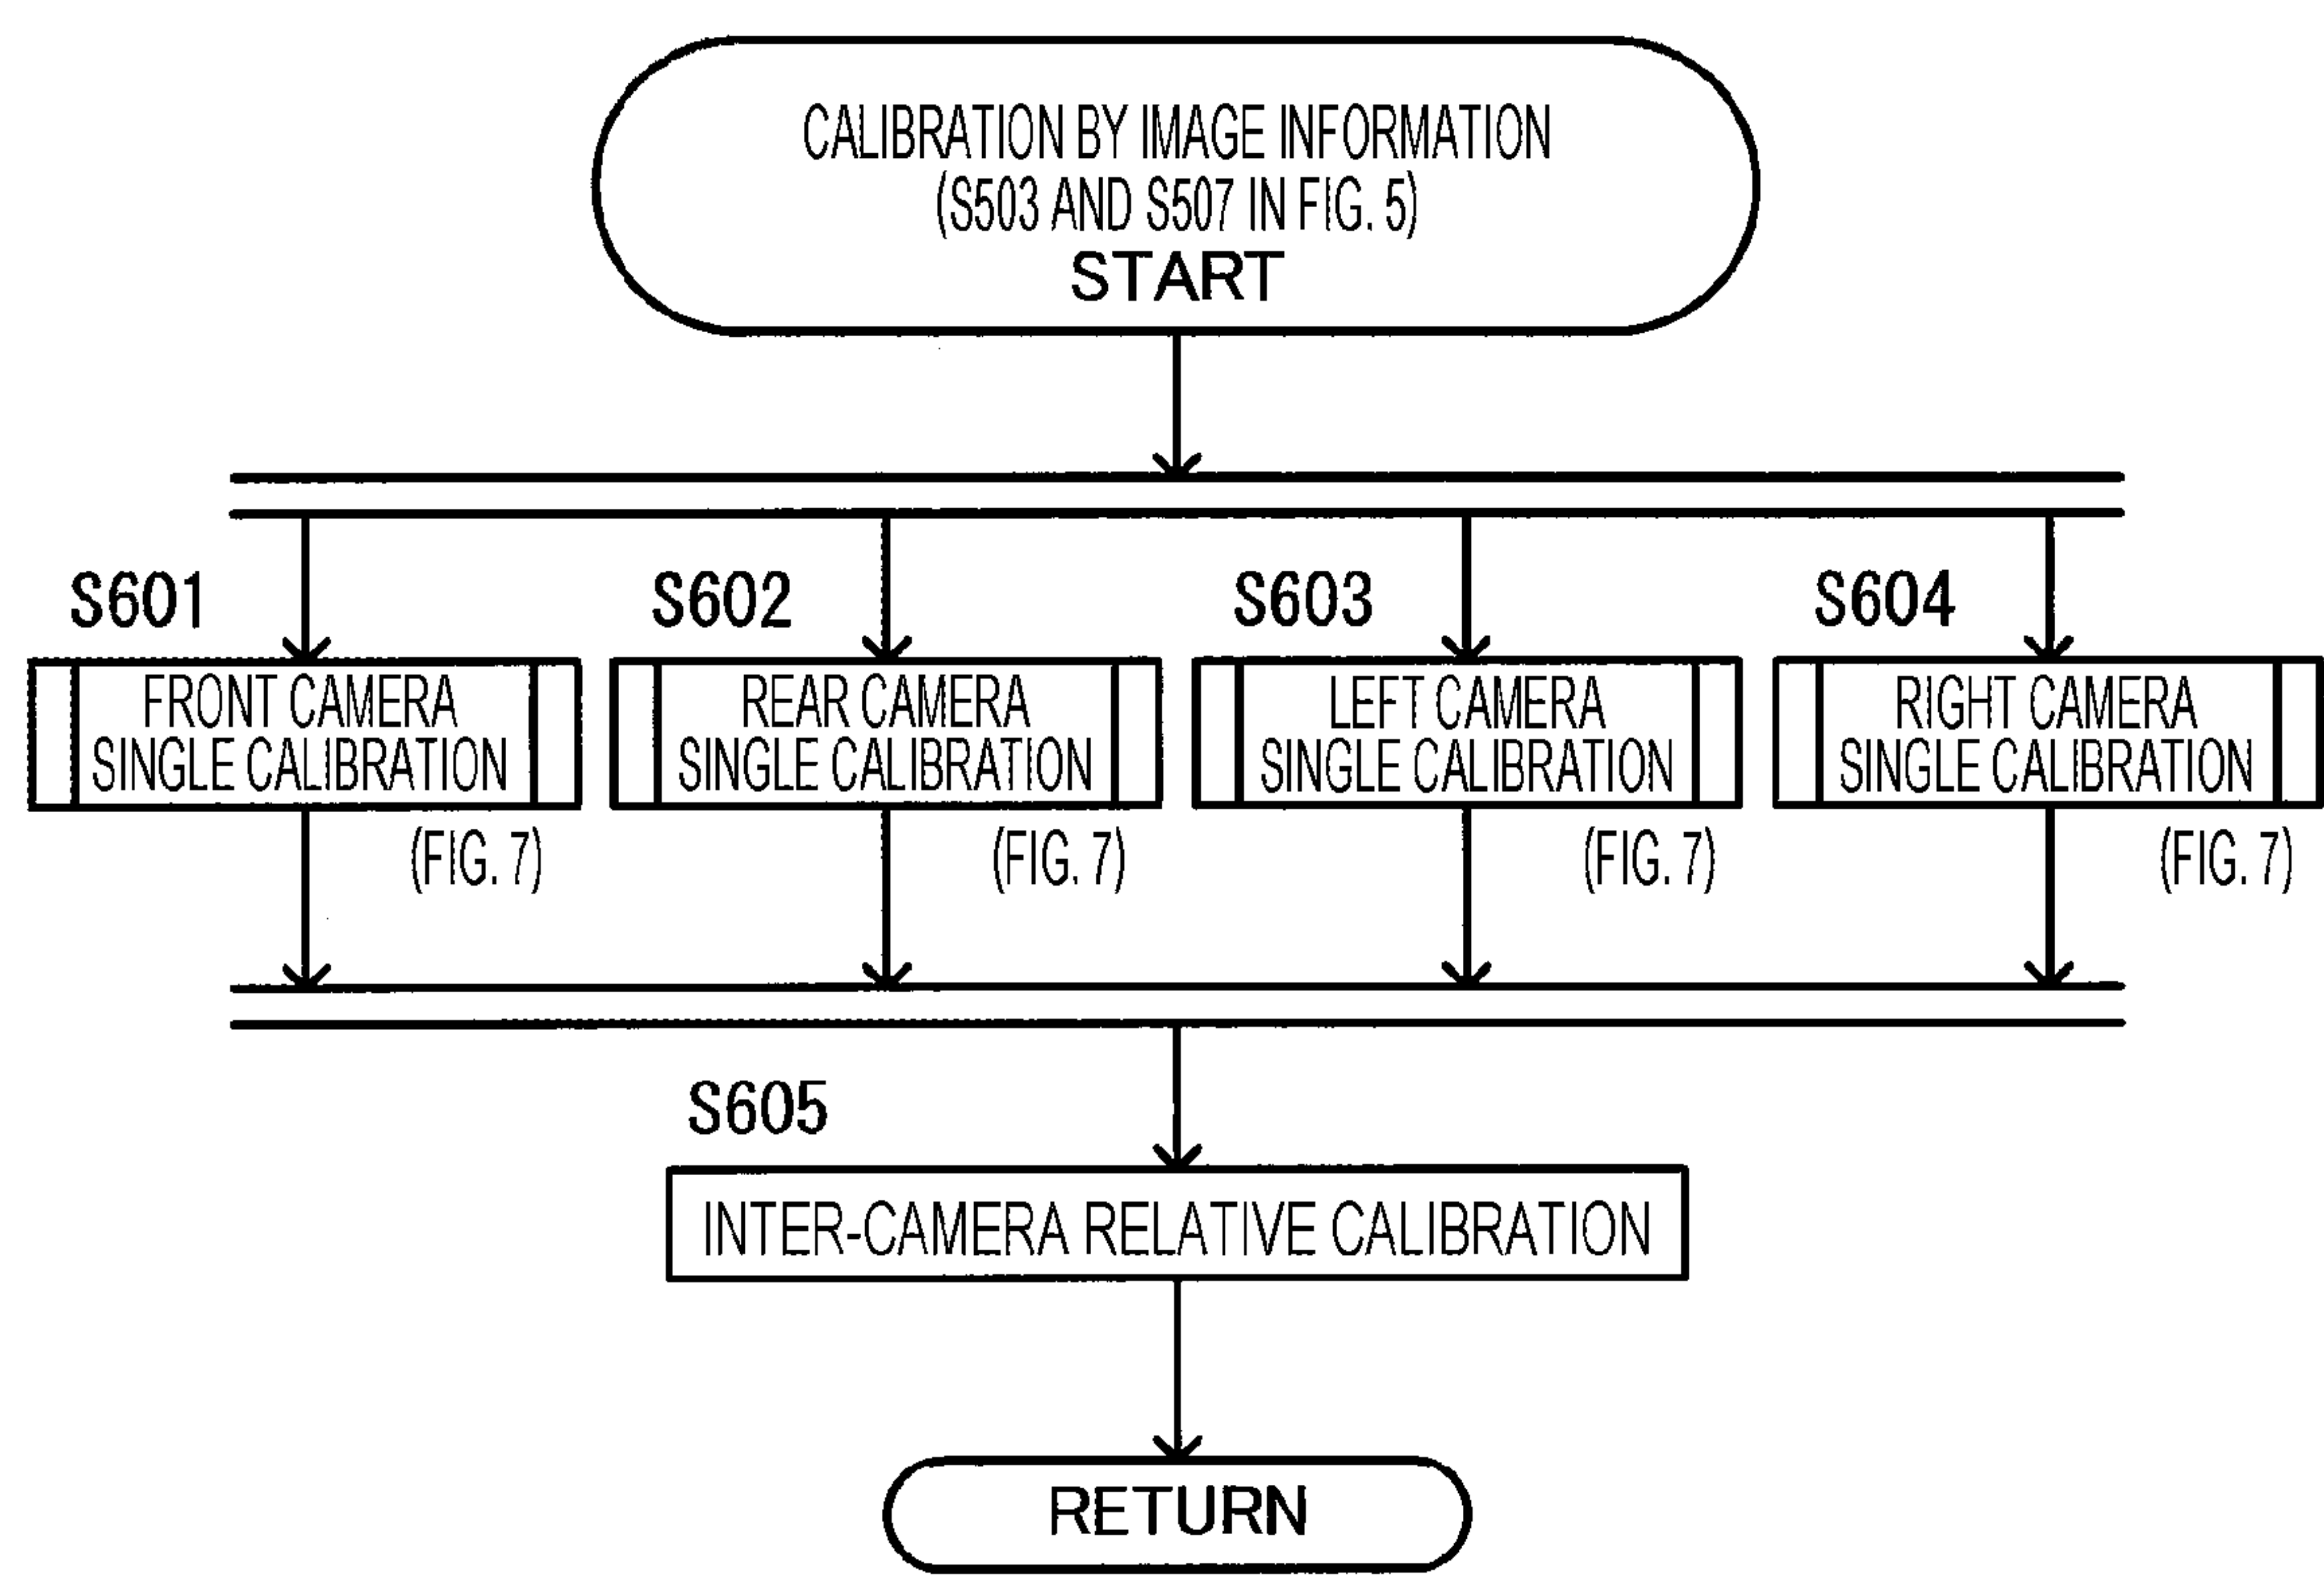 CALIBRATION BY IMAGE INFORMATION
(S503 AND S507 IN FIG. 5)
START
S601
S602
S603
S604
FRONT CAMERA
SINGLE CALIBRATION
REAR CAMERA
SINGLE CALIBRATION
LEFT CAMERA
SINGLE CALIBRATION
RIGHT CAMERA
SINGLE CALIBRATION
(FIG. 7)
(FIG. 7)
(FIG. 7)
(FIG. 7)
S605
INTER-CAMERA RELATIVE CALIBRATION
RETURN